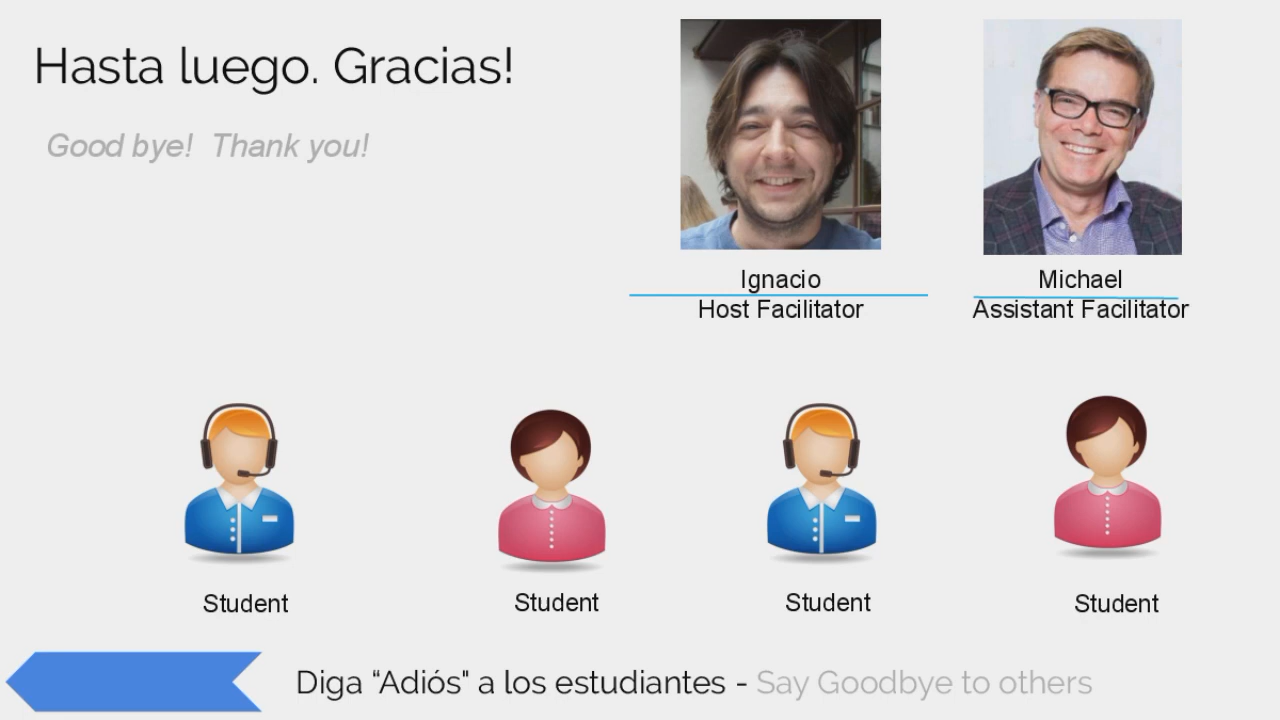 Hasta luego. Gracias!
Good bye! Thank you!
Ignacio
Host Facilitator
Michael
Assistant Facilitator
Student
Student
Student
Student
Diga “Adiós" a los estudiantes - Say Goodbye to others